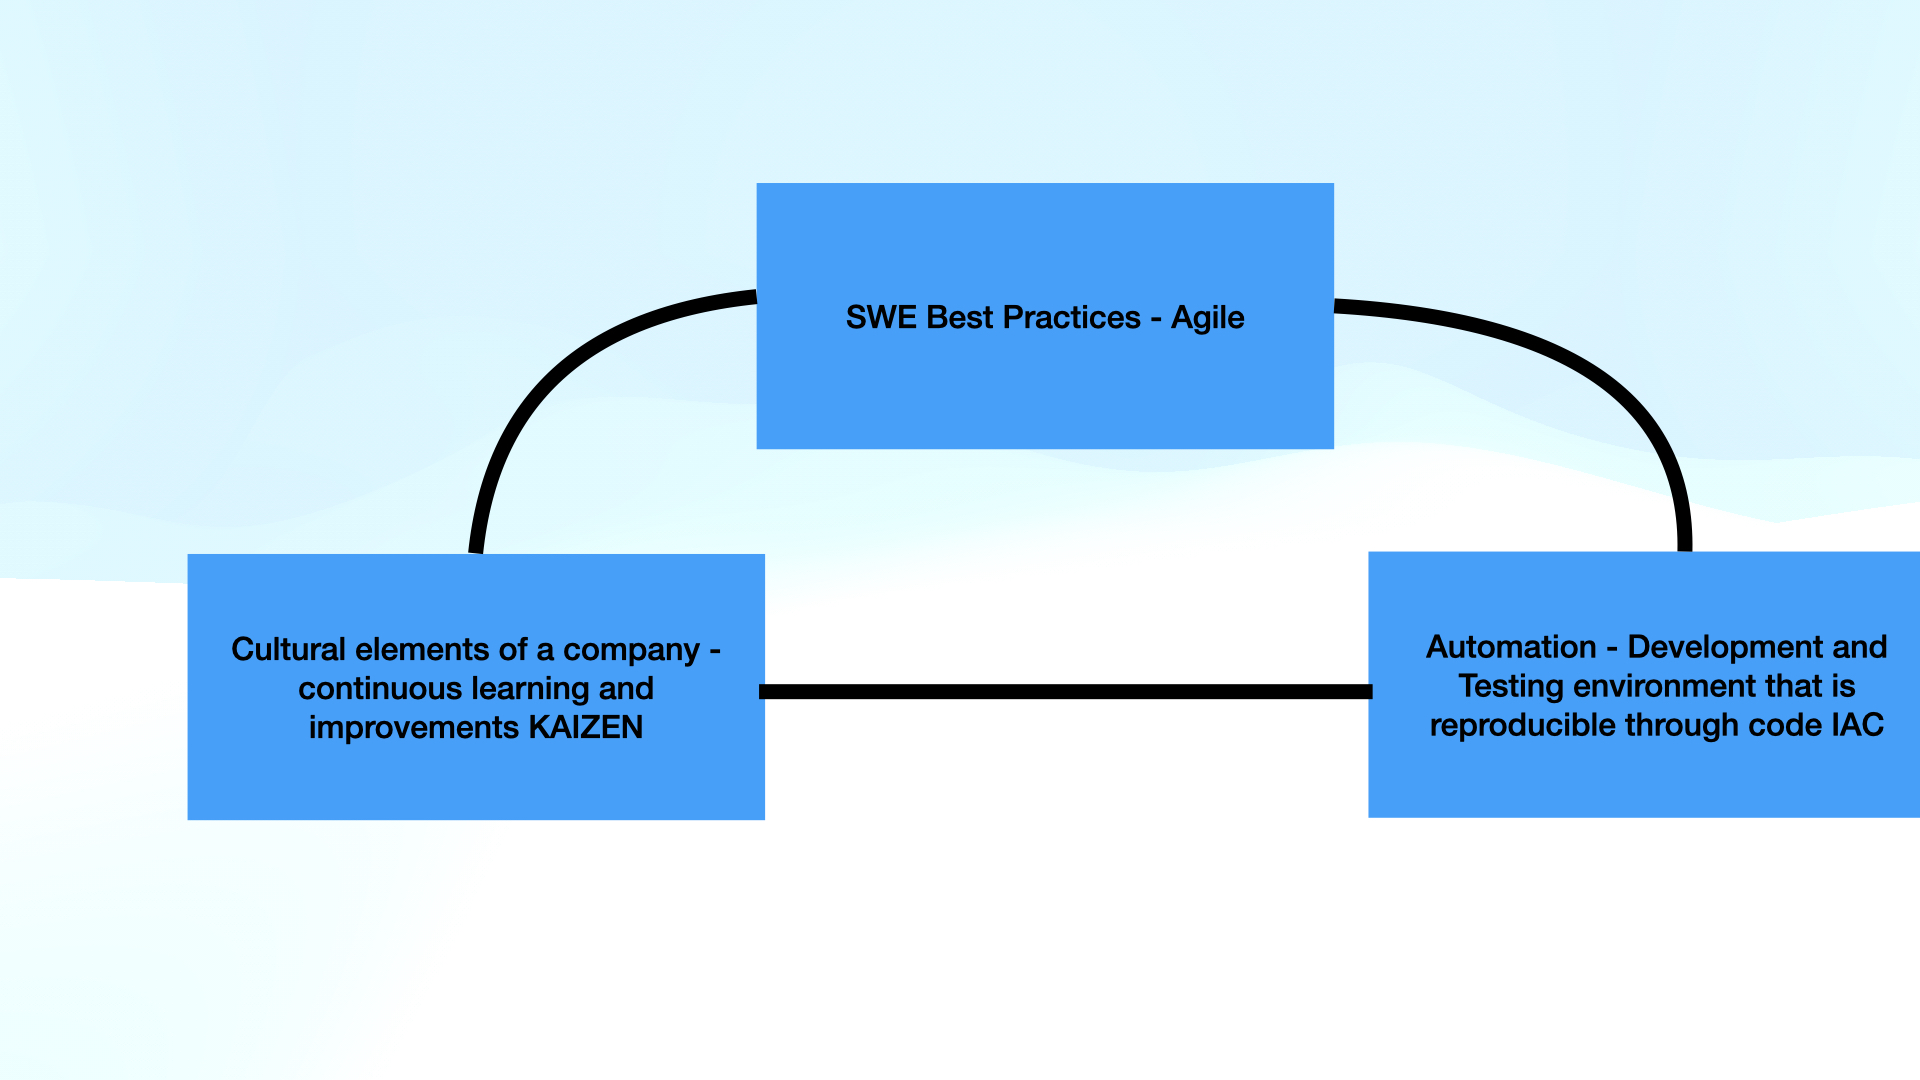 SWE Best Practices - Agile
Cultural elements of a company -
continuous learning and
improvements KAIZEN
Automation - Development and
Testing environment that is
reproducible through code IAC